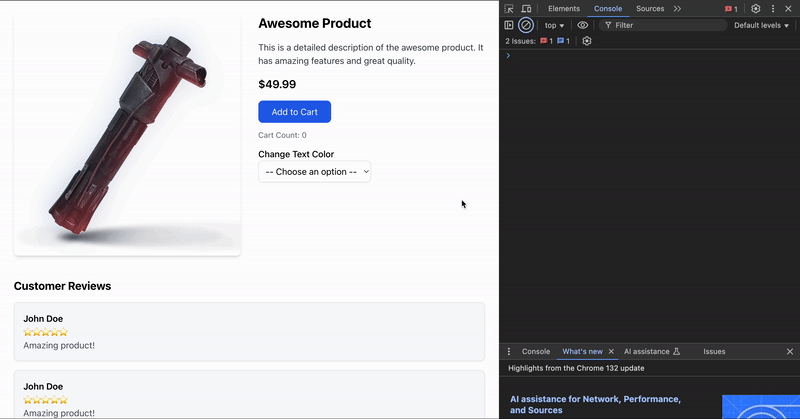 Awesome Product
This is a detailed description of the awesome product. It
has amazing features and great quality.
$49.99
Add to Cart
Cart Count: 0
Change Text Color
-- Choose an option --
Customer Reviews
John Doe
Amazing product!
John Doe
Amazing product!
Elements Console Sources 1
top Filter Default levels
2 Issues: 1 1
Console What's new AI assistance Issues
Highlights from the Chrome 132 update
AI assistance for Network, Performance,
and Sources